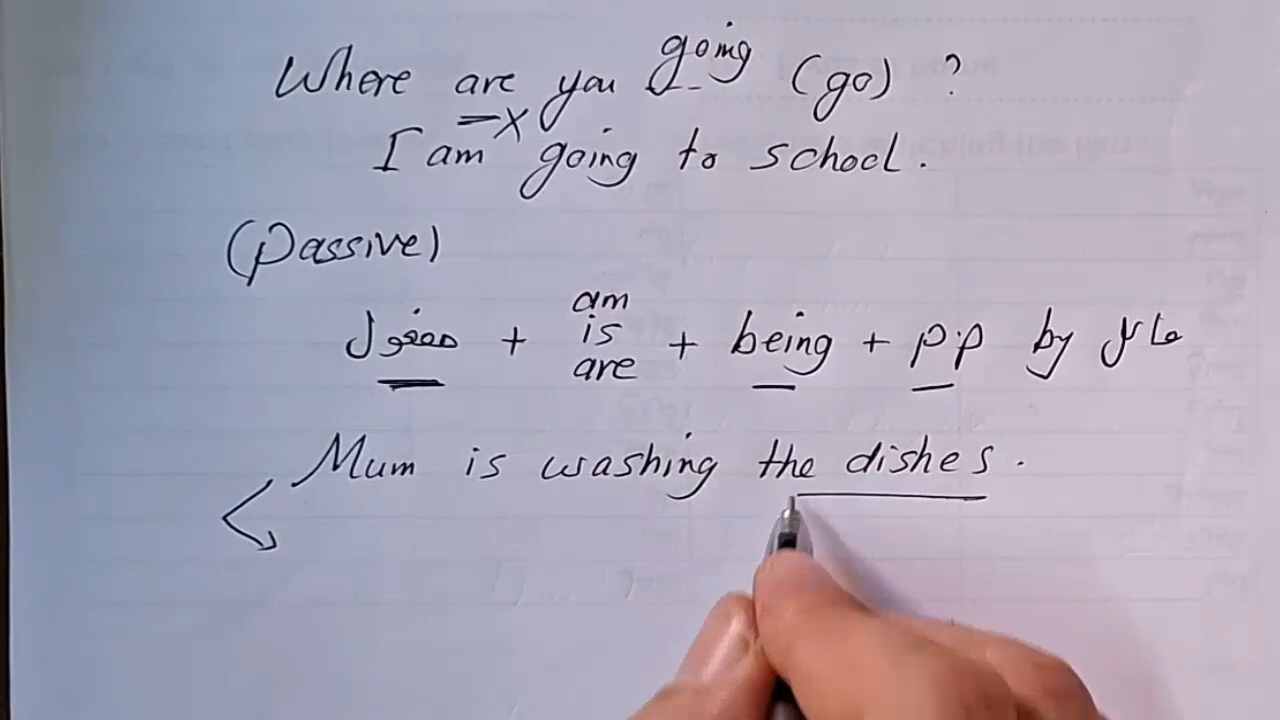 Where are you going (go) ?
I am going to school.
(Passive)
مفعول + am is are + being + p.p by فاعل
Mum is washing the dishes.